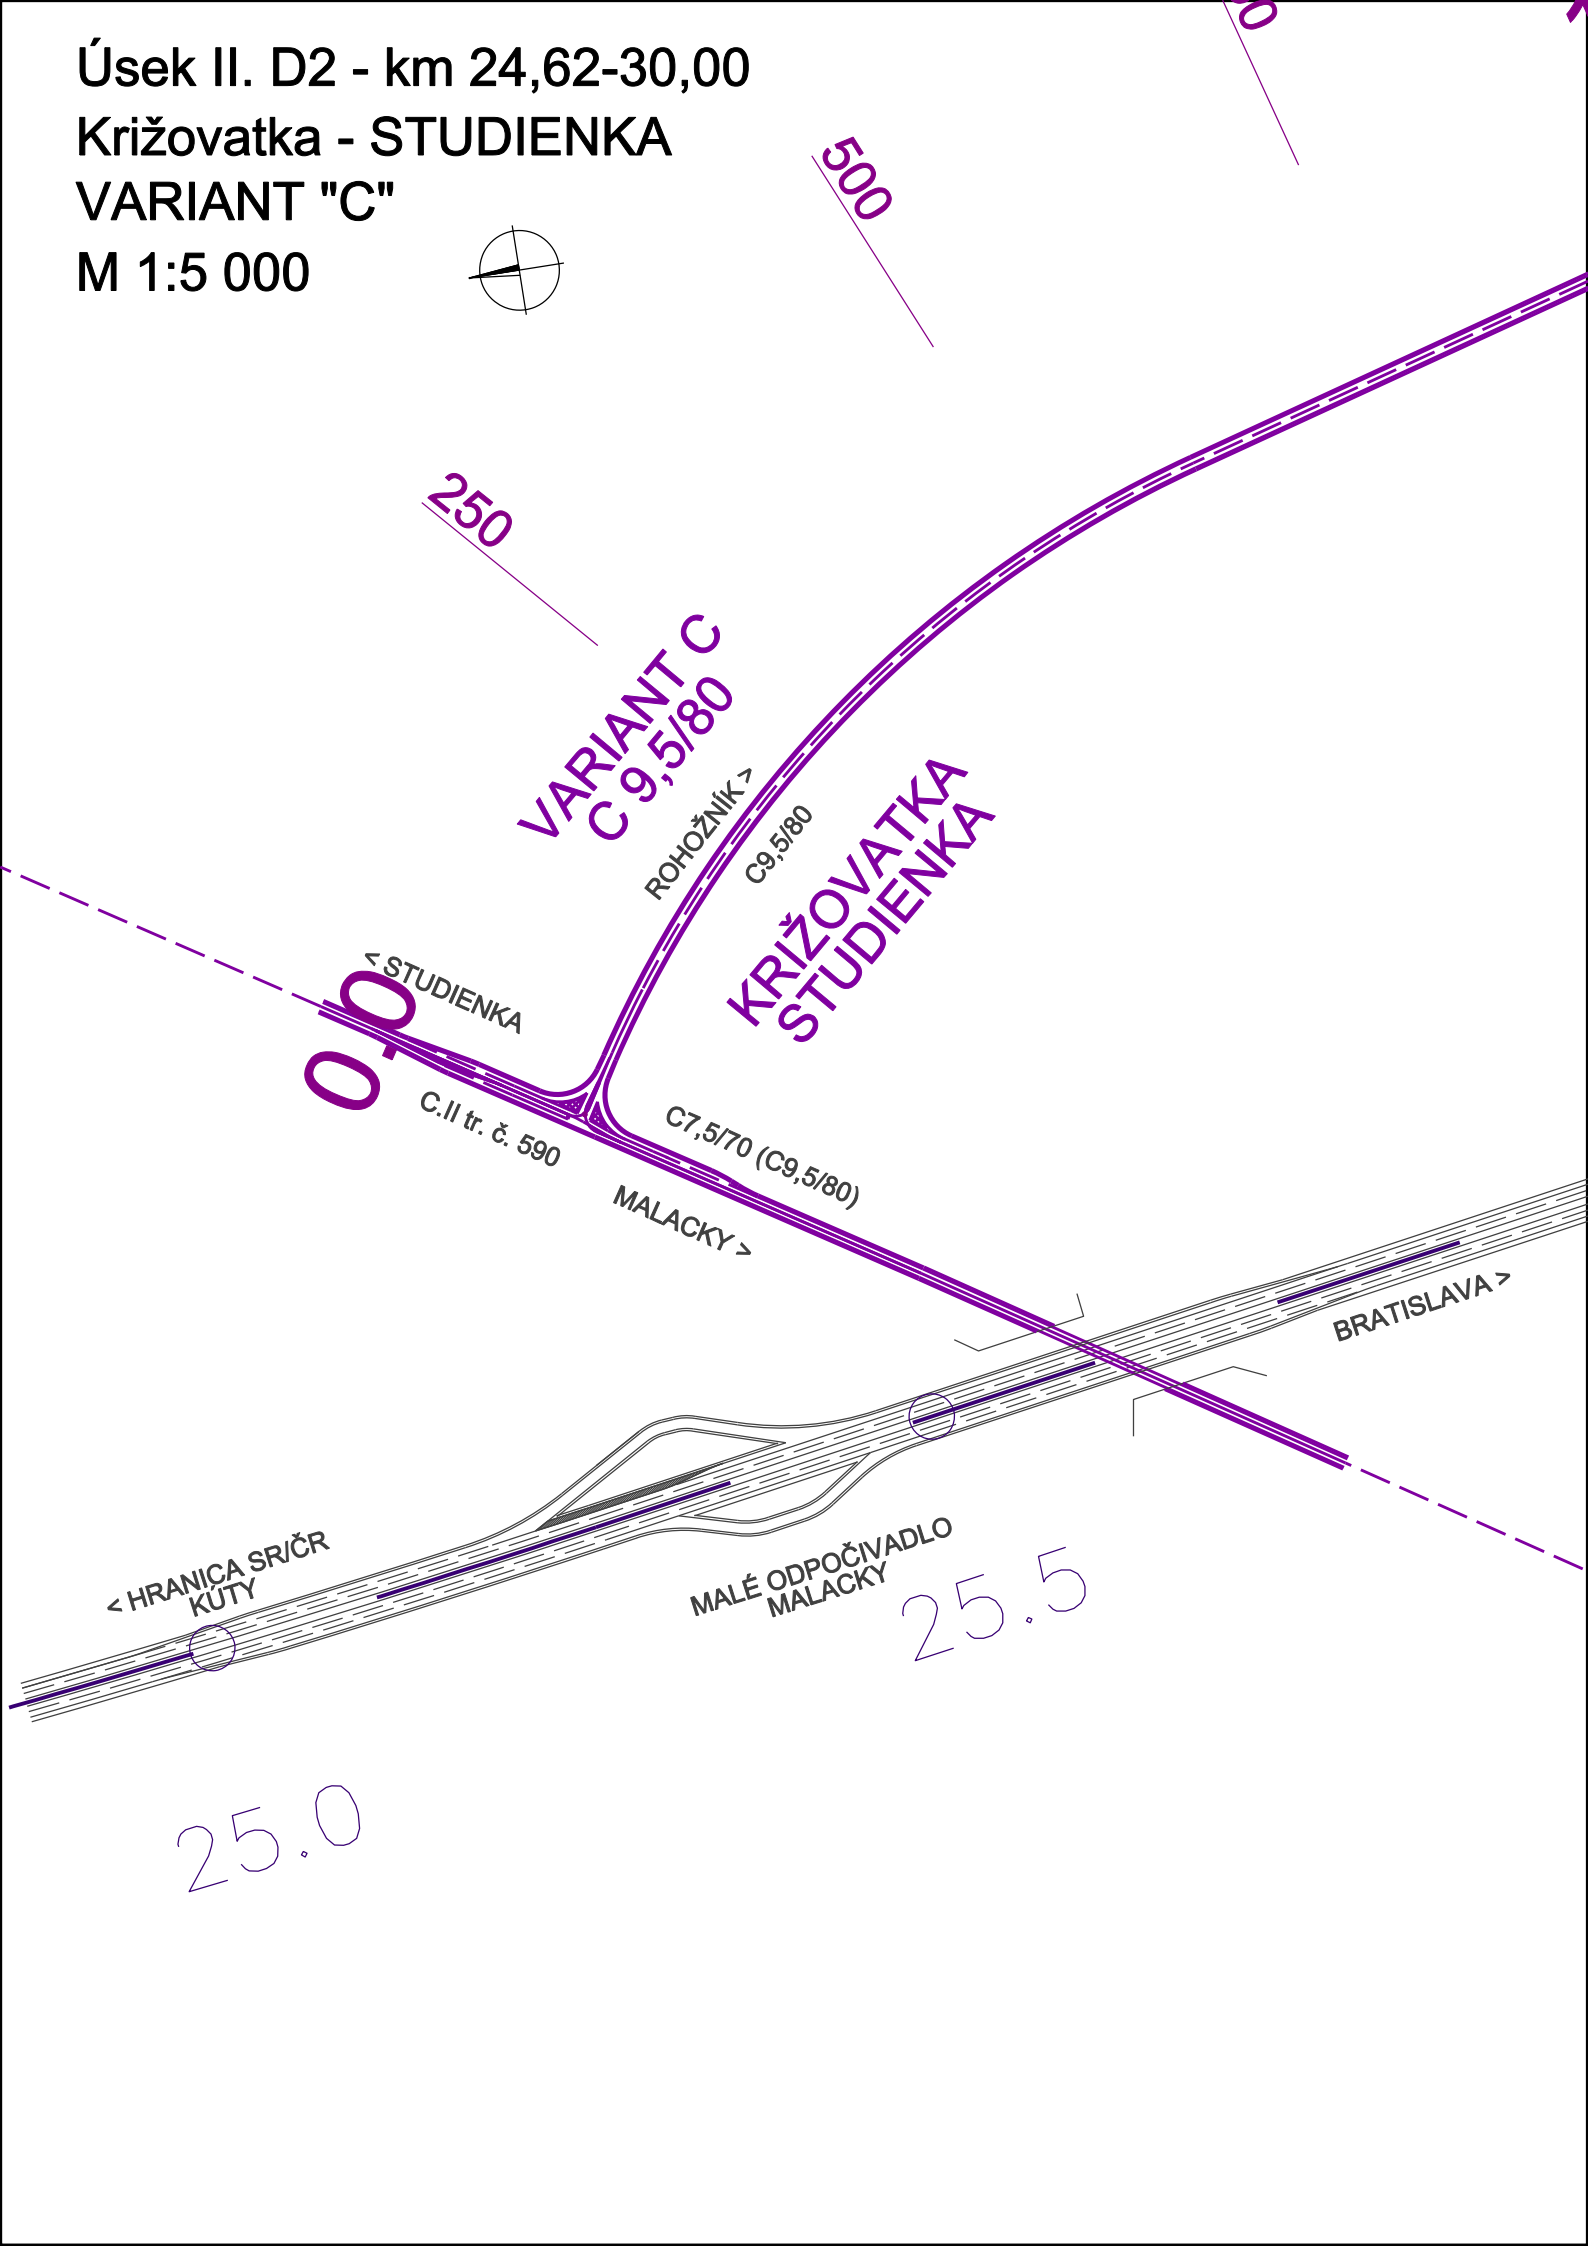 Úsek II. D2 - km 24,62-30,00
Križovatka - STUDIENKA
VARIANT "C"
M 1:5 000
500
250
VARIANT C
C 9,5/80
ROHOŽNÍK >
C9,5/80
KRIŽOVATKA
STUDIENKA
< STUDIENKA
0-0
C.II tr. č. 590
C7,5/70 (C9,5/80)
MALACKY >
BRATISLAVA >
< HRANICA SR/ČR
KÚTY
MALÉ ODPOČIVADLO
MALACKY
25.5
25.0